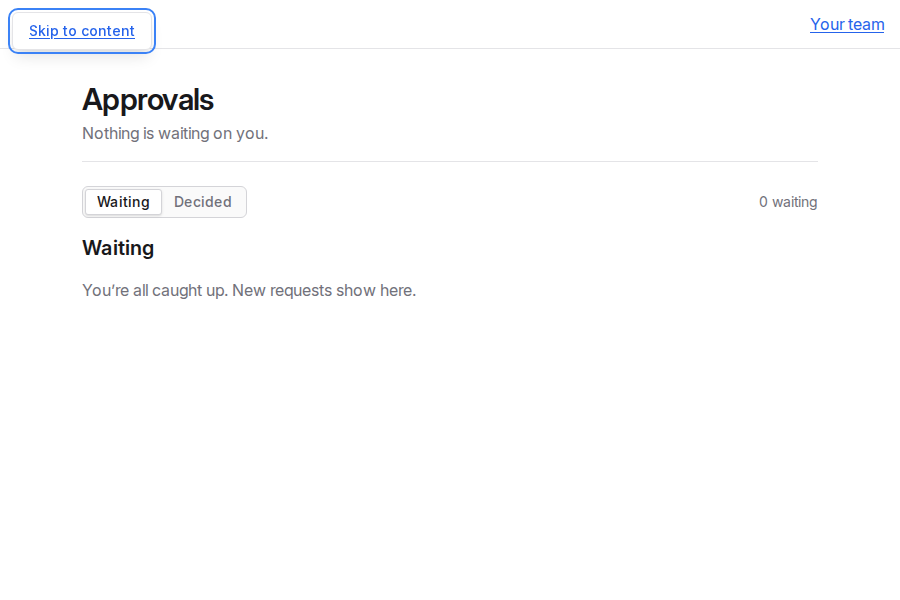 Skip to content
Your team
Approvals
Nothing is waiting on you.
Waiting
Decided
0 waiting
Waiting
You’re all caught up. New requests show here.